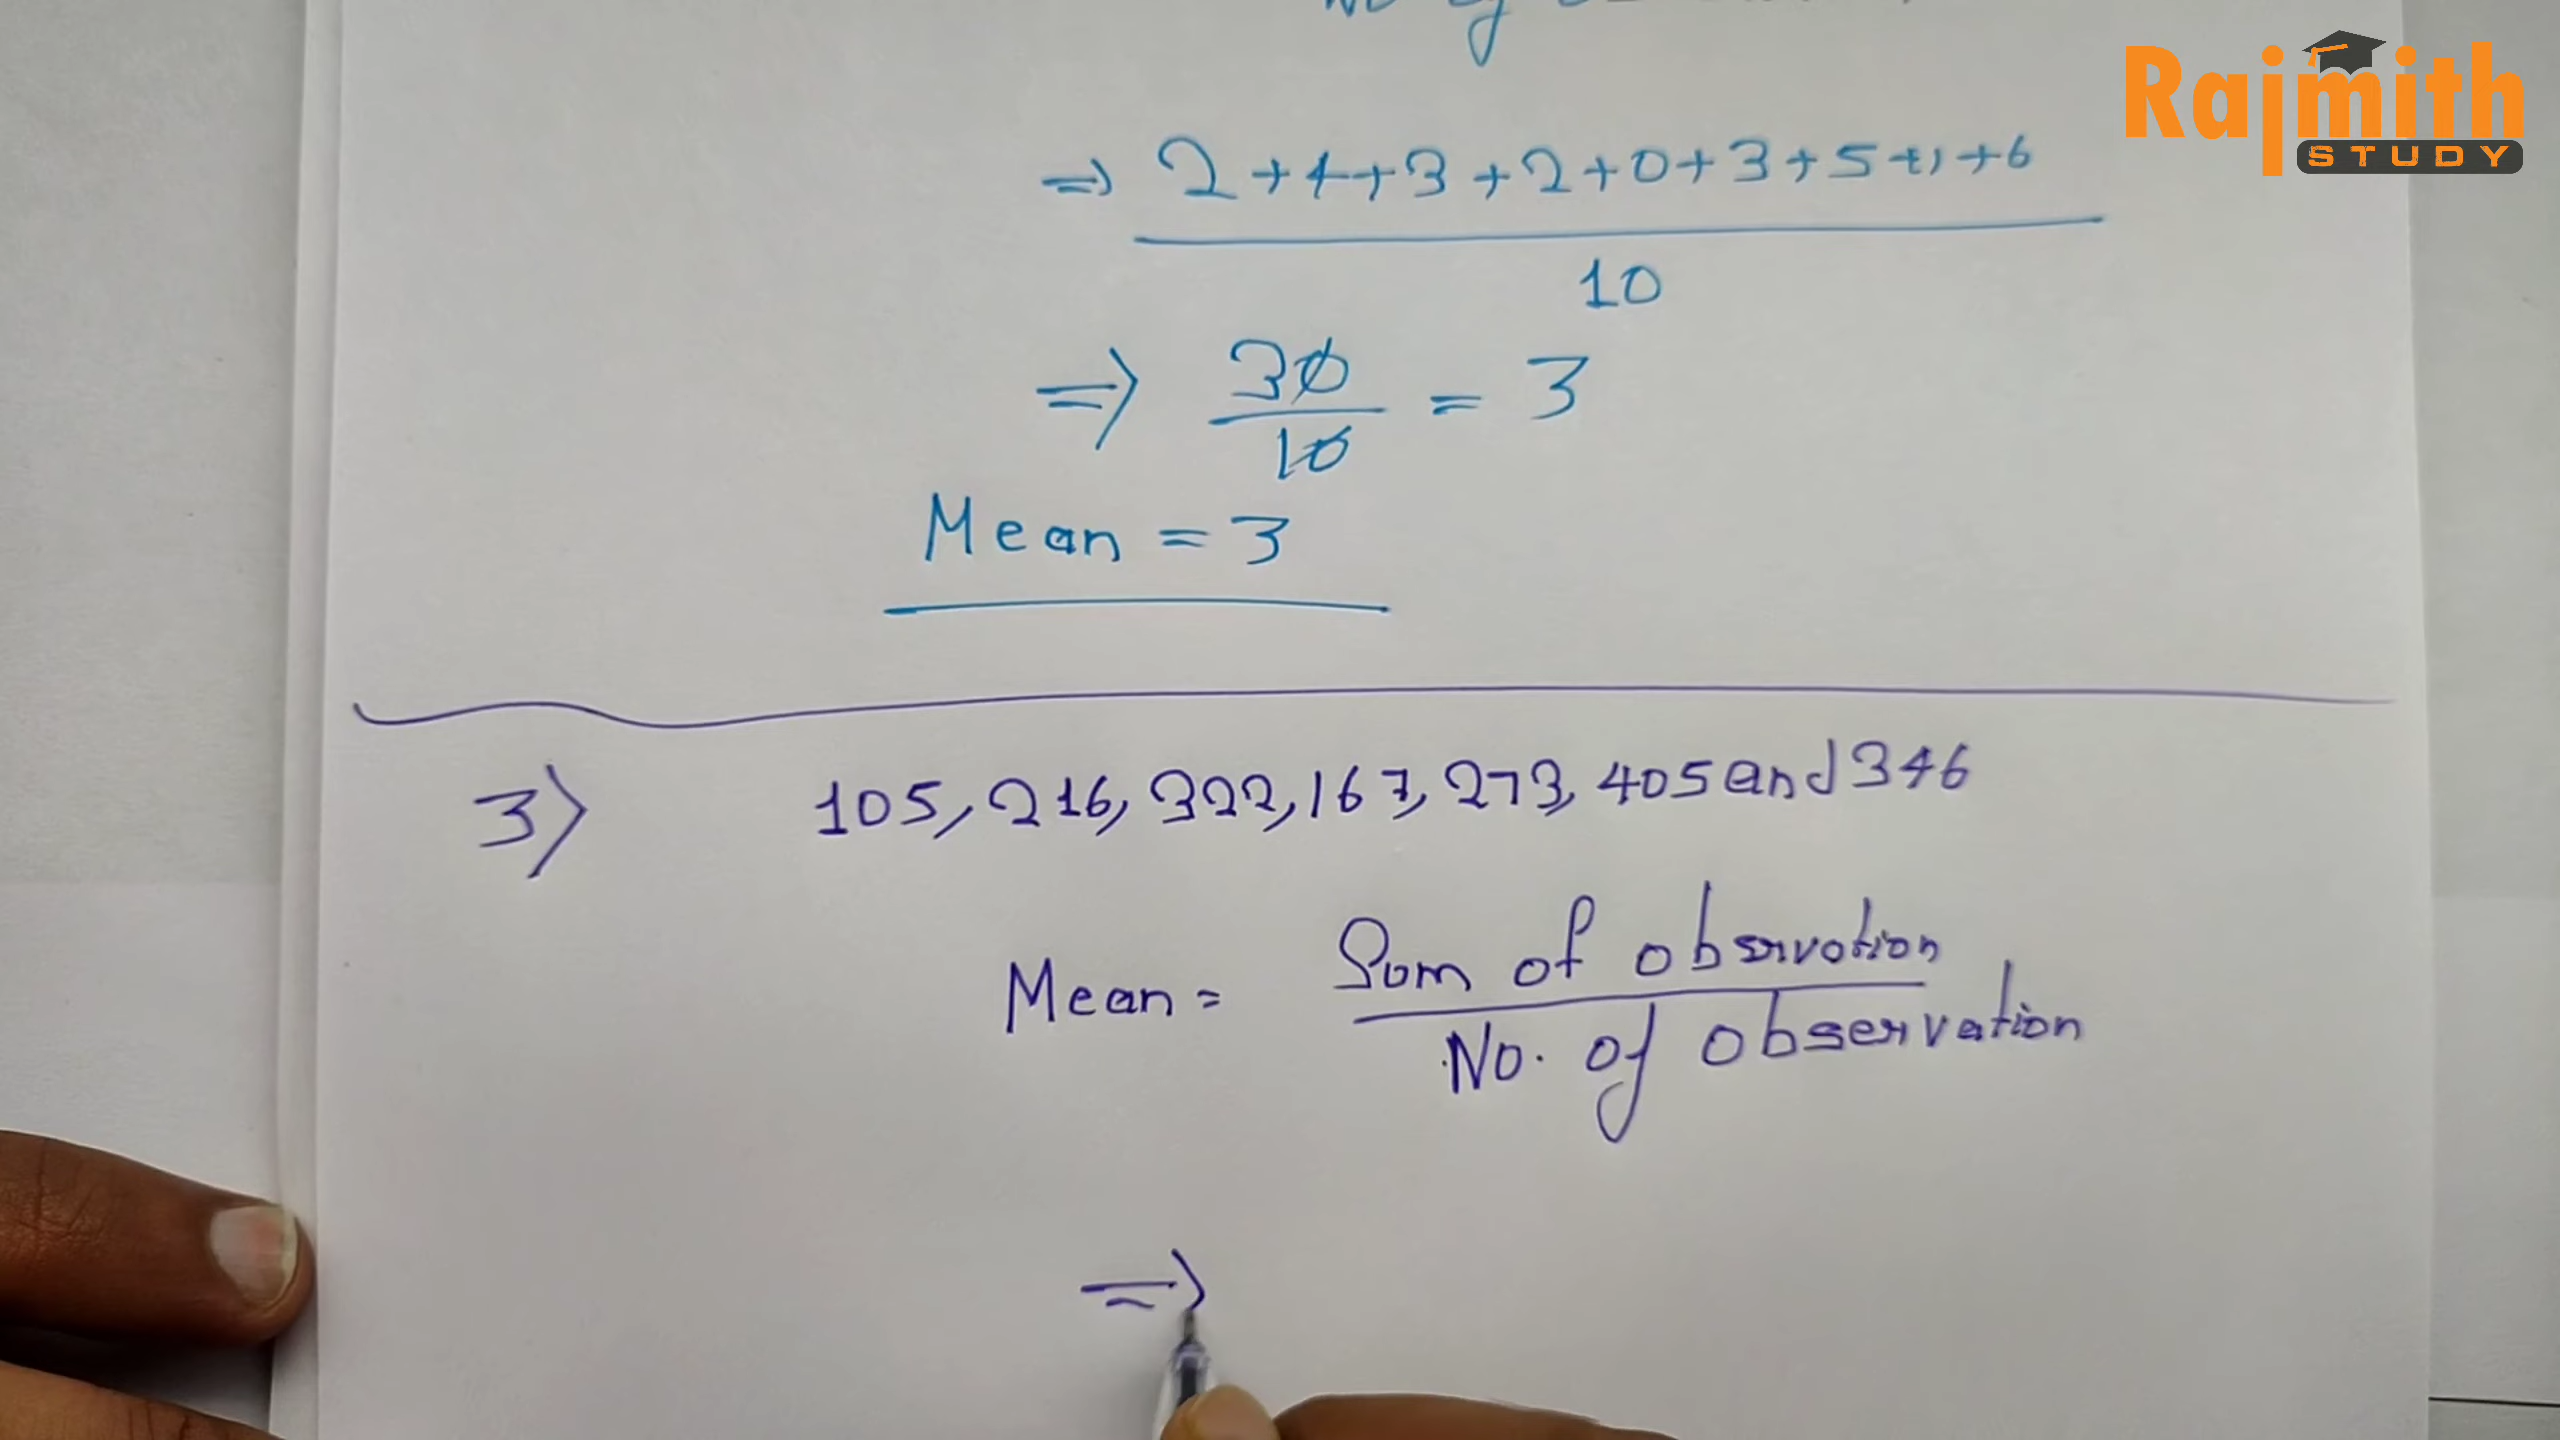 Rajmith
STUDY
⇒ 2+4+3+2+0+3+5+1+6
10
⇒ 30/10 = 3
Mean = 3
3) 105, 216, 322, 167, 273, 405 and 346
Mean = Sum of observation
No. of observation
⇒